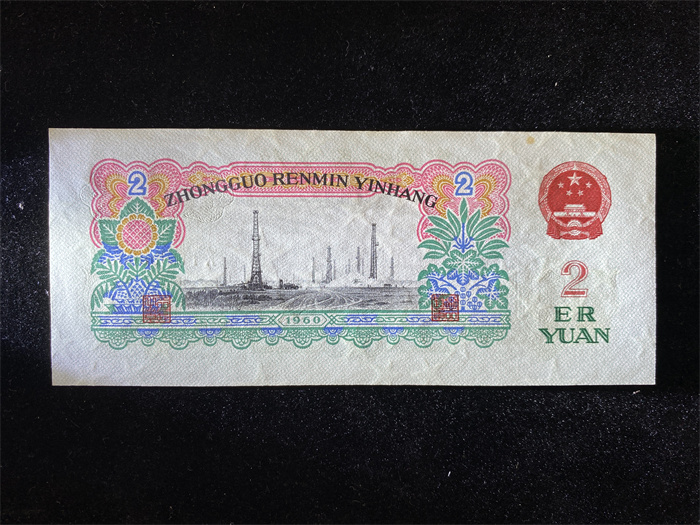 2
ZHONGGUO RENMIN YINHANG
2
1960
2
ER
YUAN